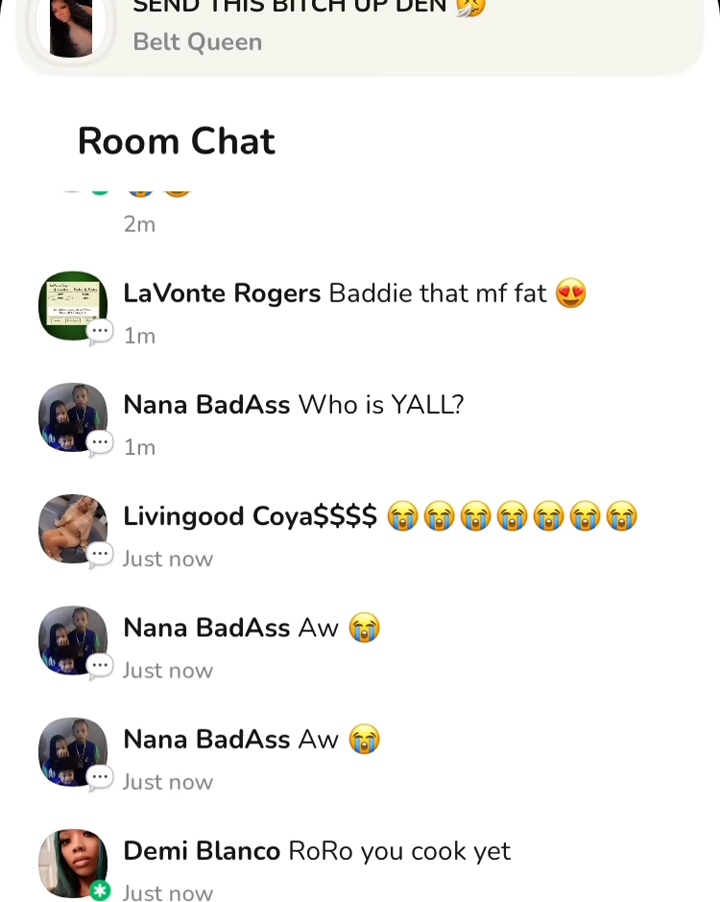 SEND THIS BITCH UP DEN 🤧
Belt Queen
Room Chat
2m
LaVonte Rogers Baddie that mf fat 😍
1m
Nana BadAss Who is YALL?
1m
Livingood Coya$$$$ 😭😭😭😭😭😭😭
Just now
Nana BadAss Aw 😭
Just now
Nana BadAss Aw 😭
Just now
Demi Blanco RoRo you cook yet
Just now